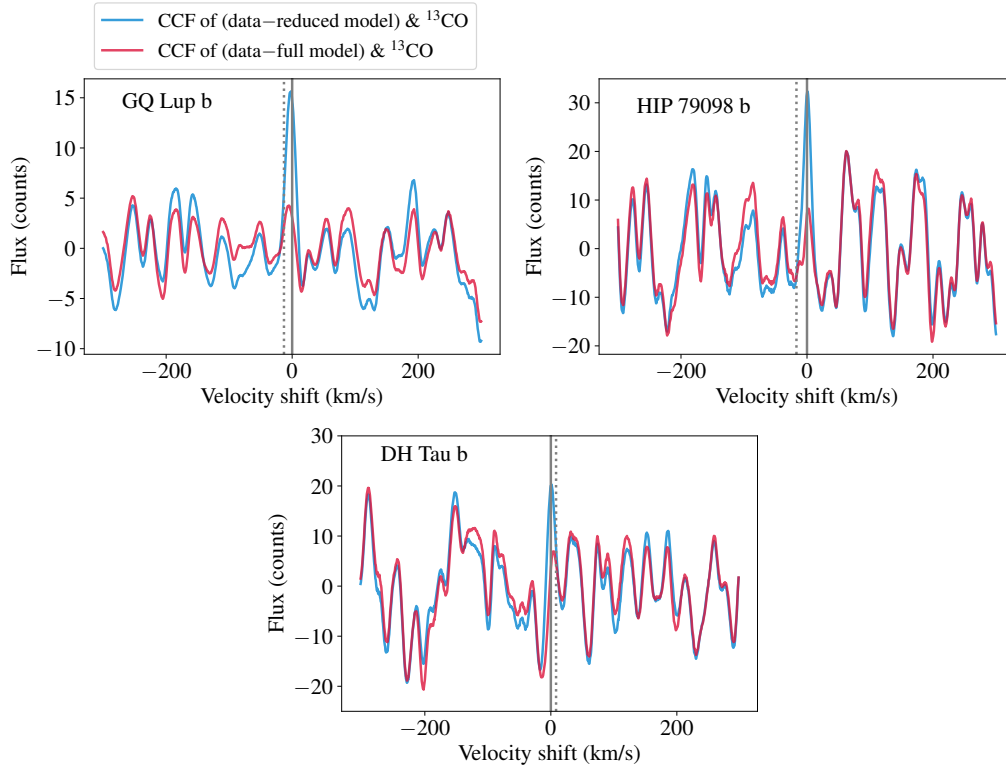 CCF of (data−reduced model) & ¹³CO
CCF of (data−full model) & ¹³CO
GQ Lup b
15
10
5
0
−5
−10
Flux (counts)
−200
0
200
Velocity shift (km/s)
HIP 79098 b
30
20
10
0
−10
−20
Flux (counts)
−200
0
200
Velocity shift (km/s)
DH Tau b
30
20
10
0
−10
−20
Flux (counts)
−200
0
200
Velocity shift (km/s)